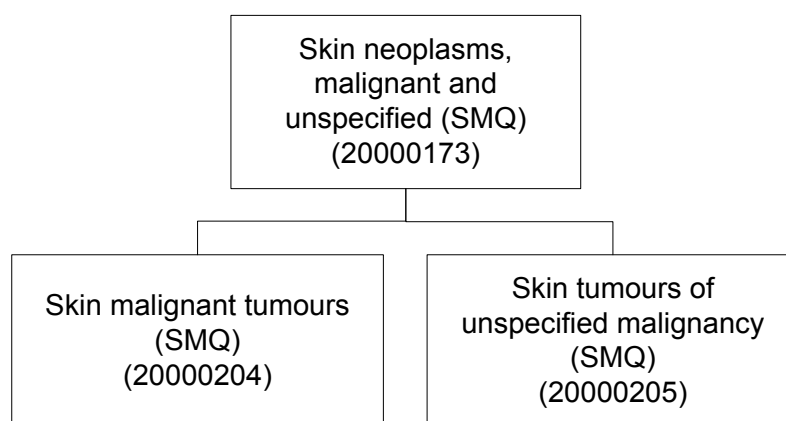 Skin neoplasms,
malignant and
unspecified (SMQ)
(20000173)
Skin malignant tumours
(SMQ)
(20000204)
Skin tumours of
unspecified malignancy
(SMQ)
(20000205)